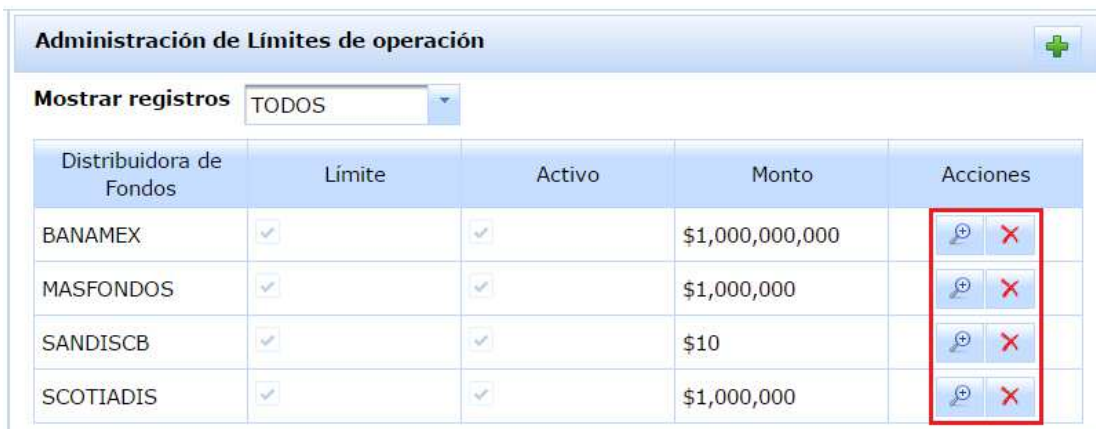 Administración de Límites de operación
Mostrar registros TODOS
Distribuidora de Fondos Límite Activo Monto Acciones
BANAMEX $1,000,000,000
MASFONDOS $1,000,000
SANDISCB $10
SCOTIADIS $1,000,000